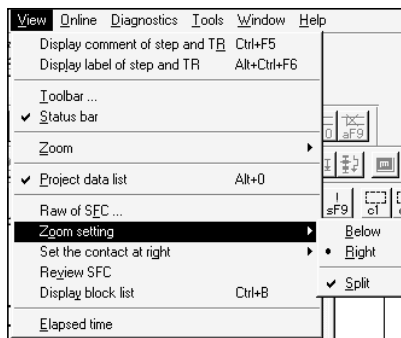 View Online Diagnostics Tools Window Help
Display comment of step and TR Ctrl+F5
Display label of step and TR Alt+Ctrl+F6
Toolbar ...
Status bar
Zoom
Project data list Alt+0
Raw of SFC ...
Zoom setting
Set the contact at right
Review SFC
Display block list Ctrl+B
Elapsed time
aF9
sF9 c1
Below
Right
Split